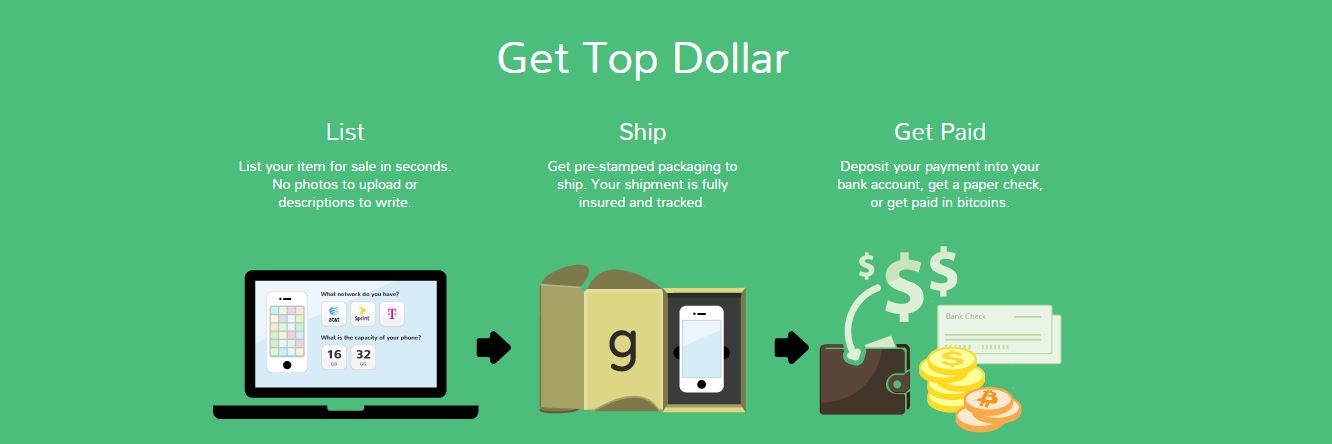 Get Top Dollar
List
List your item for sale in seconds.
No photos to upload or
descriptions to write.
Ship
Get pre-stamped packaging to
ship. Your shipment is fully
insured and tracked.
Get Paid
Deposit your payment into your
bank account, get a paper check,
or get paid in bitcoins.
What network do you have?
at&t Sprint T
What is the capacity of your phone?
16 32
GB GB
g
$ $ $
Bank Check
$
₿